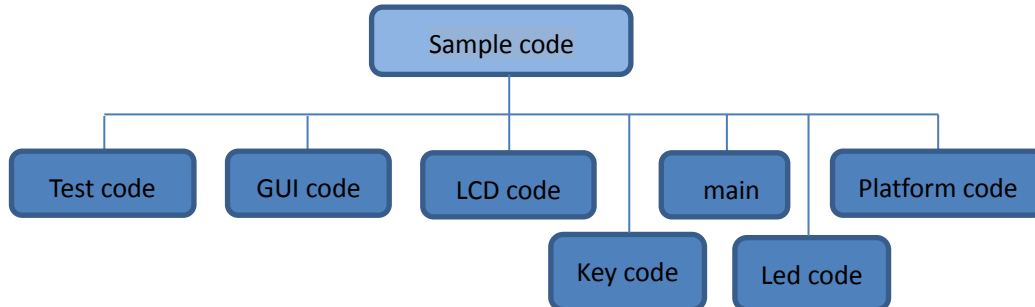 Sample code
Test code
GUI code
LCD code
main
Platform code
Key code
Led code